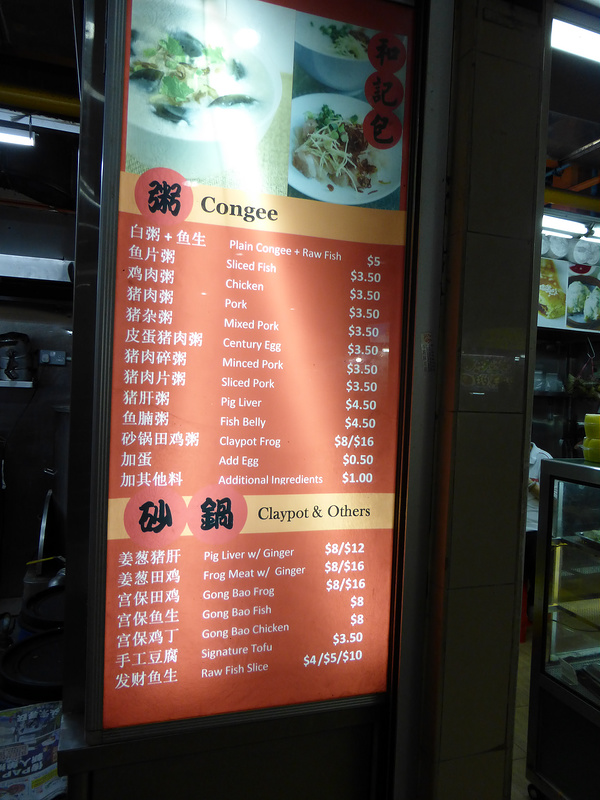 和記包
粥 Congee
白粥 + 鱼生 Plain Congee + Raw Fish $5
鱼片粥 Sliced Fish $3.50
鸡肉粥 Chicken $3.50
猪肉粥 Pork $3.50
猪杂粥 Mixed Pork $3.50
皮蛋猪肉粥 Century Egg $3.50
猪肉碎粥 Minced Pork $3.50
猪肉片粥 Sliced Pork $3.50
猪肝粥 Pig Liver $4.50
鱼腩粥 Fish Belly $4.50
砂锅田鸡粥 Claypot Frog $8/$16
加蛋 Add Egg $0.50
加其他料 Additional Ingredients $1.00
砂鍋 Claypot & Others
姜葱猪肝 Pig Liver w/ Ginger $8/$12
姜葱田鸡 Frog Meat w/ Ginger $8/$16
宫保田鸡 Gong Bao Frog $8/$16
宫保鱼生 Gong Bao Fish $8
宫保鸡丁 Gong Bao Chicken $8
手工豆腐 Signature Tofu $3.50
发财鱼生 Raw Fish Slice $4/$5/$10